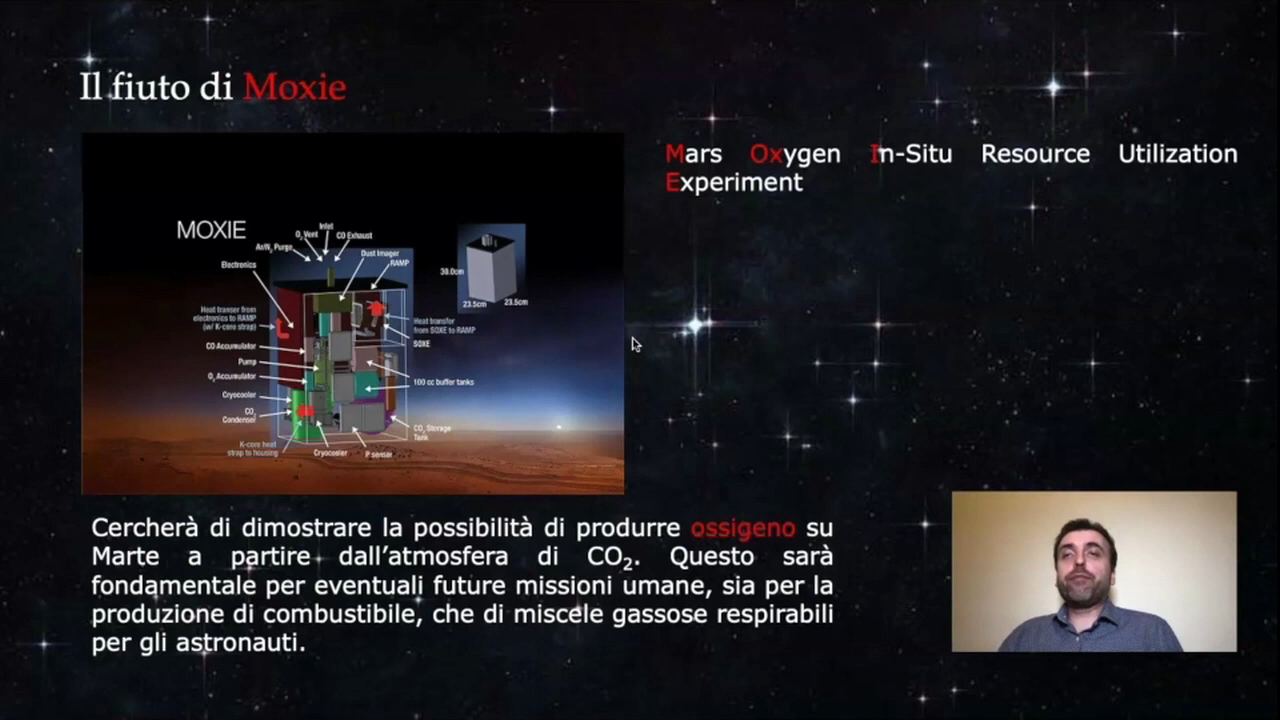 Il fiuto di Moxie
Mars Oxygen In-Situ Resource Utilization
Experiment
MOXIE
Inlet
O2 Vent
CO Exhaust
Ar/N2 Purge
Dust Imager
RAMP
Electronics
30.0cm
23.5cm
23.5cm
Heat transer from
electronics to RAMP
(w/ K-core strap)
Heat transfer
from SOXE to RAMP
SOXE
CO Accumulator
Pump
O2 Accumulator
100 cc buffer tanks
Cryocooler
CO2
Condenser
CO2 Storage
Tank
K-core heat
strap to housing
Cryocooler
P sensor
Cercherà di dimostrare la possibilità di produrre ossigeno su
Marte a partire dall’atmosfera di CO2. Questo sarà
fondamentale per eventuali future missioni umane, sia per la
produzione di combustibile, che di miscele gassose respirabili
per gli astronauti.